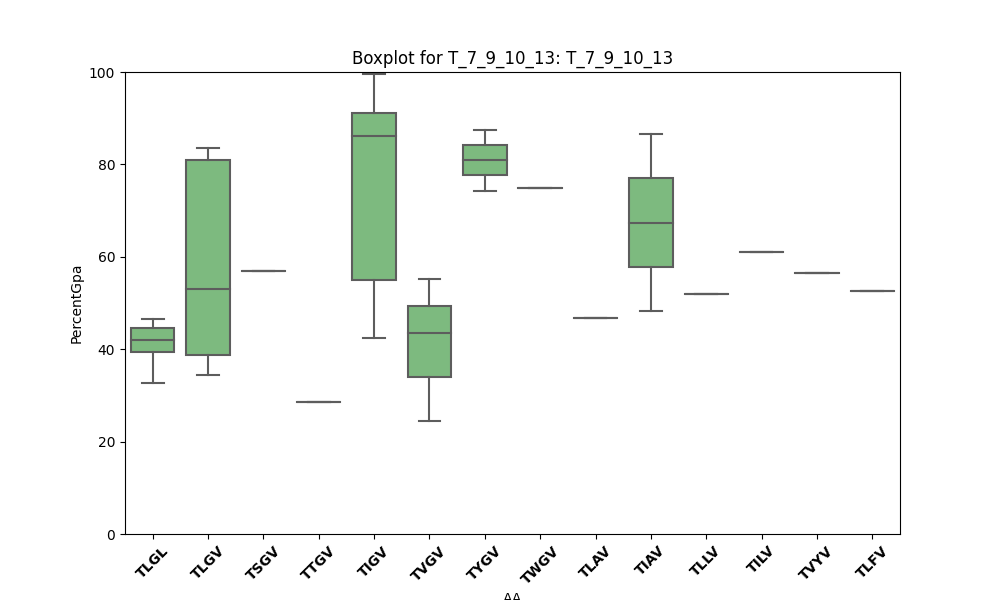 Boxplot for T_7_9_10_13: T_7_9_10_13
100
80
60
40
20
0
PercentGpa
TLGL TLGV TSGV TTGV TIGV TVGV TYGV TWGV TLAV TIAV TLLV TILV TVYV TLFV
AA